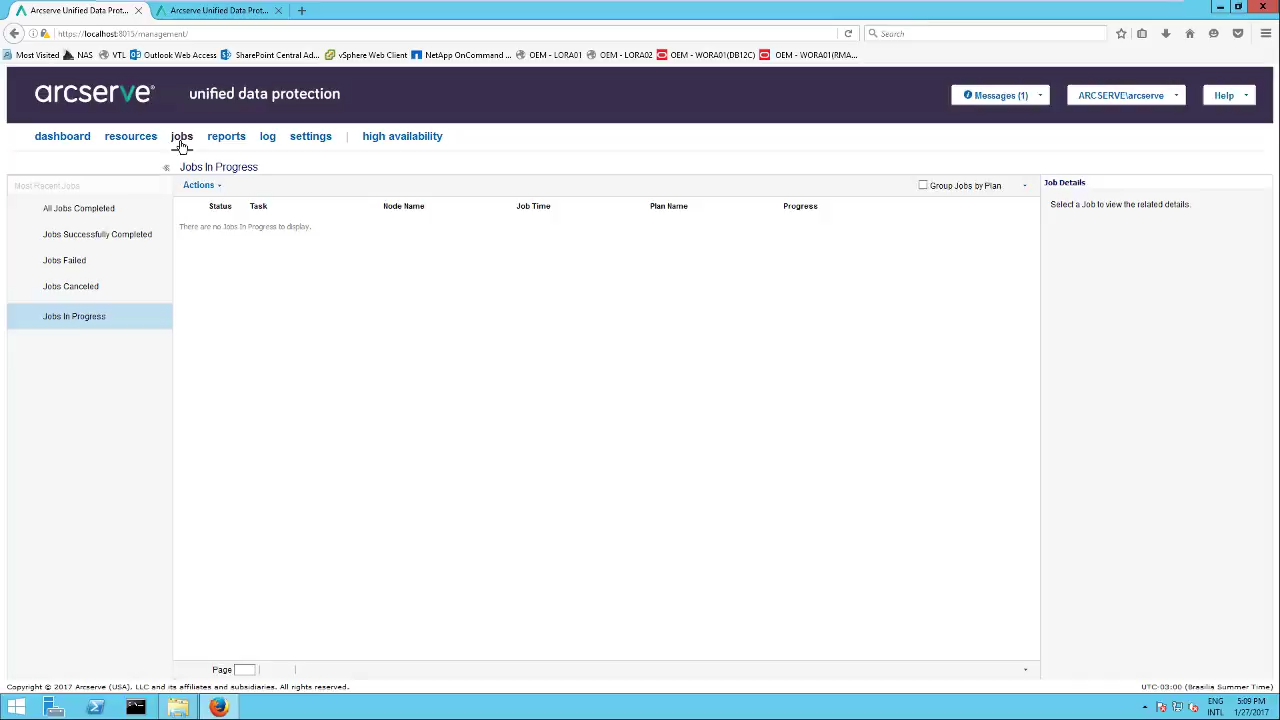 Arcserve Unified Data Prot...
Arcserve Unified Data Prot...
https://localhost:8015/management/
Search
Most Visited
NAS
VTL
Outlook Web Access
SharePoint Central Ad...
vSphere Web Client
NetApp OnCommand ...
OEM - LORA01
OEM - LORA02
OEM - WORA01(DB12C)
OEM - WORA01(RMA...
arcserve®
unified data protection
Messages (1)
ARCSERVE\arcserve
Help
dashboard
resources
jobs
reports
log
settings
high availability
Jobs In Progress
Most Recent Jobs
Actions
Group Jobs by Plan
Job Details
All Jobs Completed
Status
Task
Node Name
Job Time
Plan Name
Progress
Select a Job to view the related details.
There are no Jobs In Progress to display.
Jobs Successfully Completed
Jobs Failed
Jobs Canceled
Jobs In Progress
Page
Copyright © 2017 Arcserve (USA), LLC and its affiliates and subsidiaries. All rights reserved.
UTC-03:00 (Brasilia Summer Time)
ENG
INTL
5:09 PM
1/27/2017